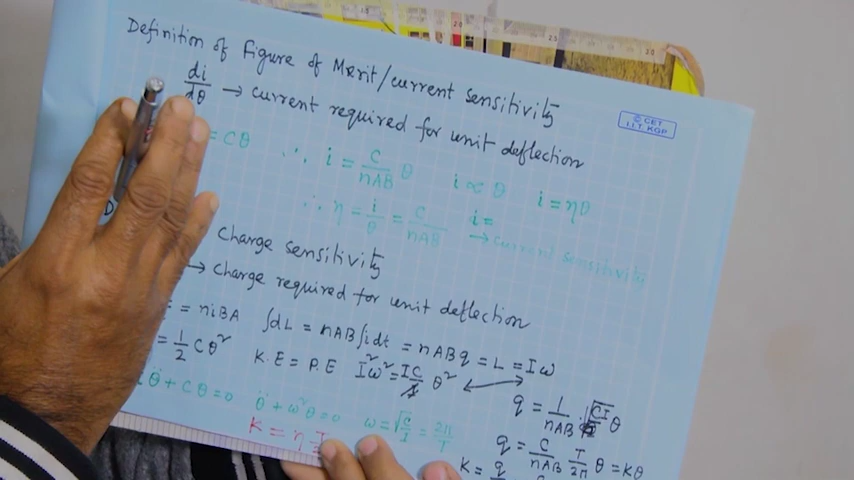 Definition of Figure of Merit/current sensitivity
di/dθ → current required for unit deflection
© CET
I.I.T. KGP
= Cθ ∴ i = C/nAB θ i ∝ θ i = ηθ
∴ η = i/θ = C/nAB i =
→ current sensitivity
Charge sensitivity
→ charge required for unit deflection
= niBA ∫dL = nAB∫idt = nABq = L = Iω
= 1/2 Cθ² K.E = P.E I²ω² = IC θ²
q = 1/nAB √CI θ
θ̈ + Cθ = 0 θ̈ + ω²θ = 0 ω = √C/I = 2π/T
q = C/nAB T/2π θ = Kθ
K = η
K = q